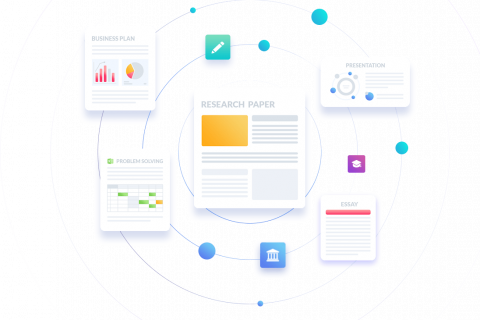 BUSINESS PLAN
PRESENTATION
RESEARCH PAPER
PROBLEM SOLVING
ESSAY